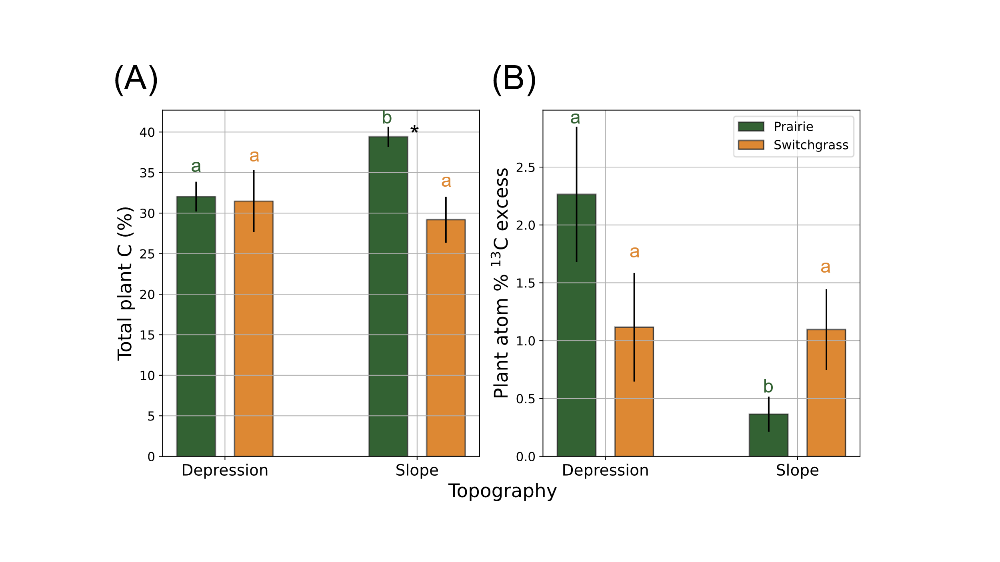 (A)
(B)
Total plant C (%)
40
35
30
25
20
15
10
5
0
a
a
b
*
a
Depression
Slope
Plant atom % ¹³C excess
2.5
2.0
1.5
1.0
0.5
0.0
a
a
b
a
Prairie
Switchgrass
Depression
Slope
Topography